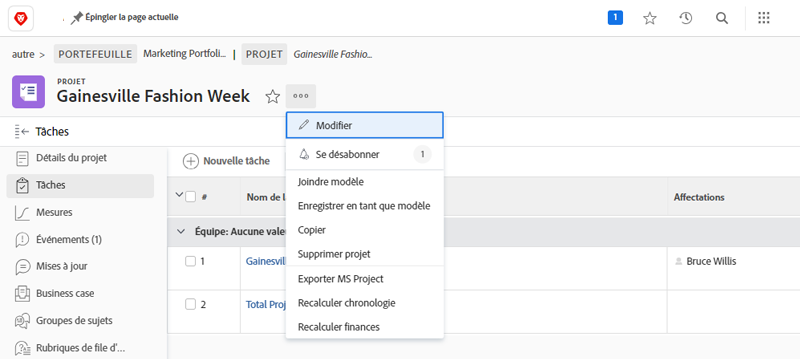 Épingler la page actuelle
1
autre > PORTEFEUILLE Marketing Portfoli... | PROJET Gainesville Fashio...
PROJET
Gainesville Fashion Week
Tâches
Détails du projet
Tâches
Mesures
Événements (1)
Mises à jour
Business case
Groupes de sujets
Rubriques de file d'...
Modifier
Se désabonner 1
Joindre modèle
Enregistrer en tant que modèle
Copier
Supprimer projet
Exporter MS Project
Recalculer chronologie
Recalculer finances
Nouvelle tâche
# Nom de l Affectations
Équipe: Aucune vale
1 Gainesvill Bruce Willis
2 Total Proj